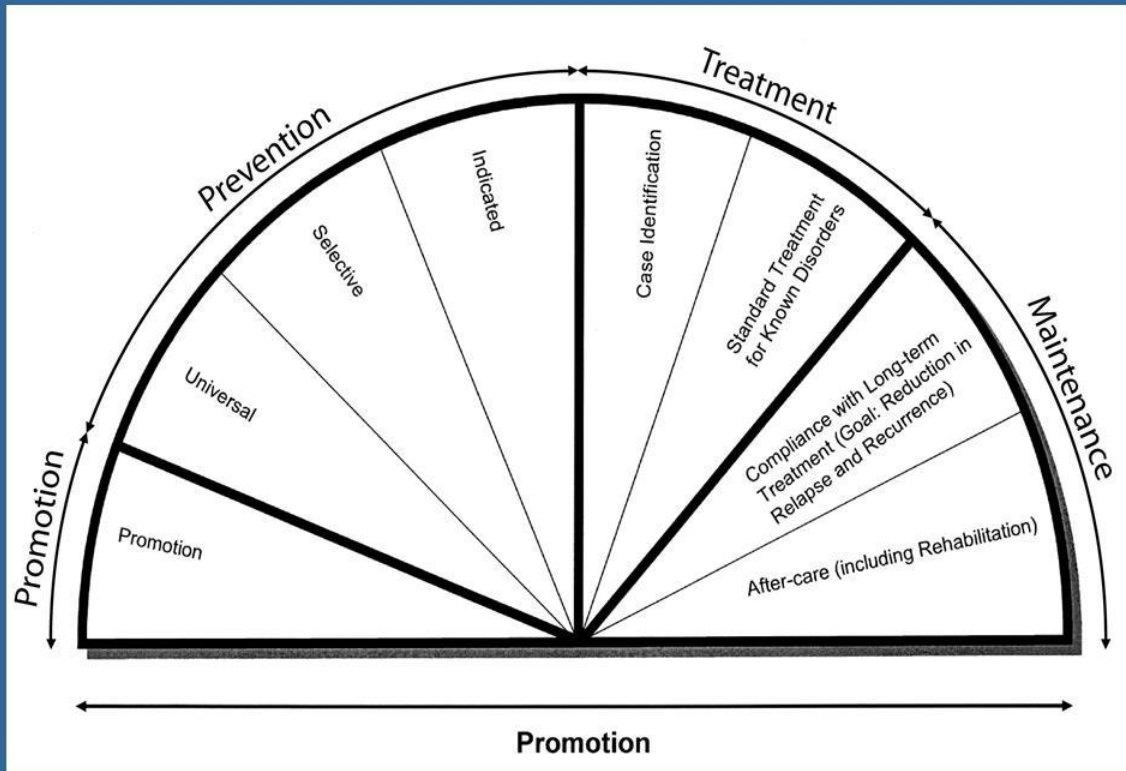 Prevention
Treatment
Promotion
Maintenance
Promotion
Universal
Selective
Indicated
Case Identification
Standard Treatment
for Known Disorders
Compliance with Long-term
Treatment (Goal: Reduction in
Relapse and Recurrence)
After-care (including Rehabilitation)
Promotion